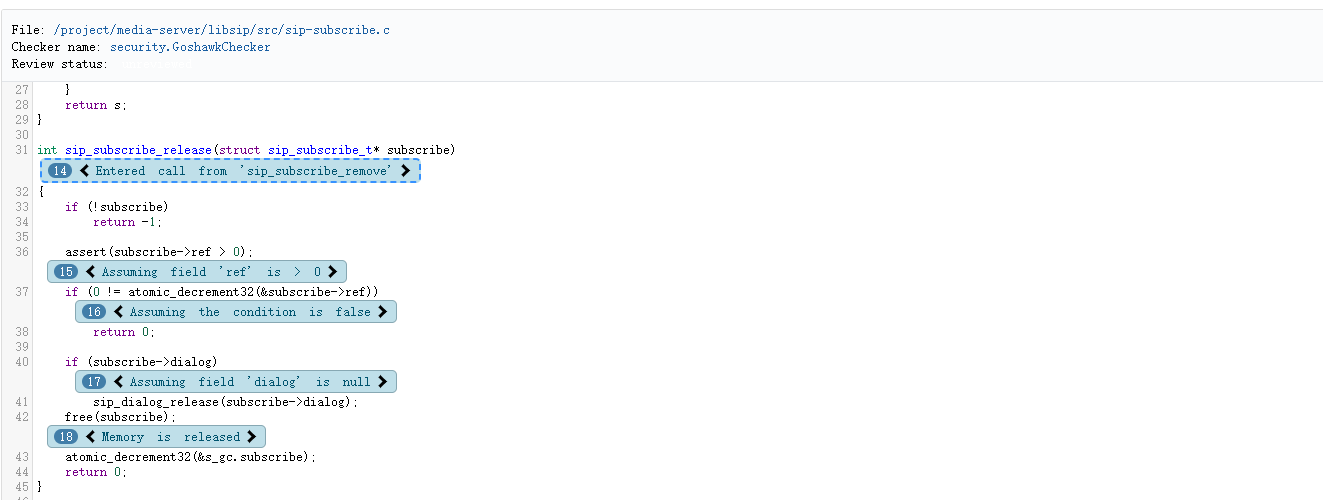 File: /project/media-server/libsip/src/sip-subscribe.c
Checker name: security.GoshawkChecker
Review status:
27 }
28 return s;
29 }
30
31 int sip_subscribe_release(struct sip_subscribe_t* subscribe)
14 < Entered call from 'sip_subscribe_remove' >
32 {
33 if (!subscribe)
34 return -1;
35
36 assert(subscribe->ref > 0);
15 < Assuming field 'ref' is > 0 >
37 if (0 != atomic_decrement32(&subscribe->ref))
16 < Assuming the condition is false >
38 return 0;
39
40 if (subscribe->dialog)
17 < Assuming field 'dialog' is null >
41 sip_dialog_release(subscribe->dialog);
42 free(subscribe);
18 < Memory is released >
43 atomic_decrement32(&s_gc.subscribe);
44 return 0;
45 }